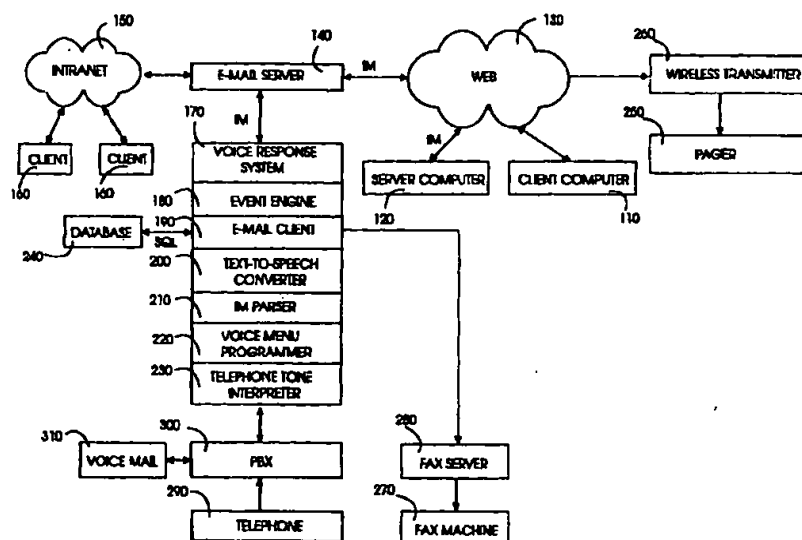 150
INTRANET
140
E-MAIL SERVER
IM
130
WEB
260
WIRELESS TRANSMITTER
250
PAGER
IM
170
VOICE RESPONSE
SYSTEM
CLIENT
160
CLIENT
160
IM
SERVER COMPUTER
120
CLIENT COMPUTER
110
180
EVENT ENGINE
190
E-MAIL CLIENT
DATABASE
240
SQL
200
TEXT-TO-SPEECH
CONVERTER
210
IM PARSER
220
VOICE MENU
PROGRAMMER
230
TELEPHONE TONE
INTERPRETER
310
VOICE MAIL
300
PBX
290
TELEPHONE
280
FAX SERVER
270
FAX MACHINE